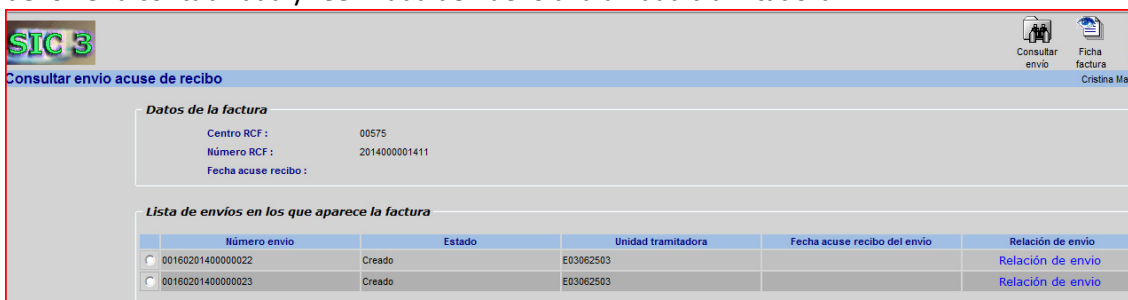 SIC 3
Consultar envío
Ficha factura
Consultar envio acuse de recibo
Cristina Ma
Datos de la factura
Centro RCF : 00575
Número RCF : 2014000001411
Fecha acuse recibo :
Lista de envíos en los que aparece la factura
Número envio Estado Unidad tramitadora Fecha acuse recibo del envío Relación de envio
00160201400000022 Creado E03062503 Relación de envio
00160201400000023 Creado E03062503 Relación de envio